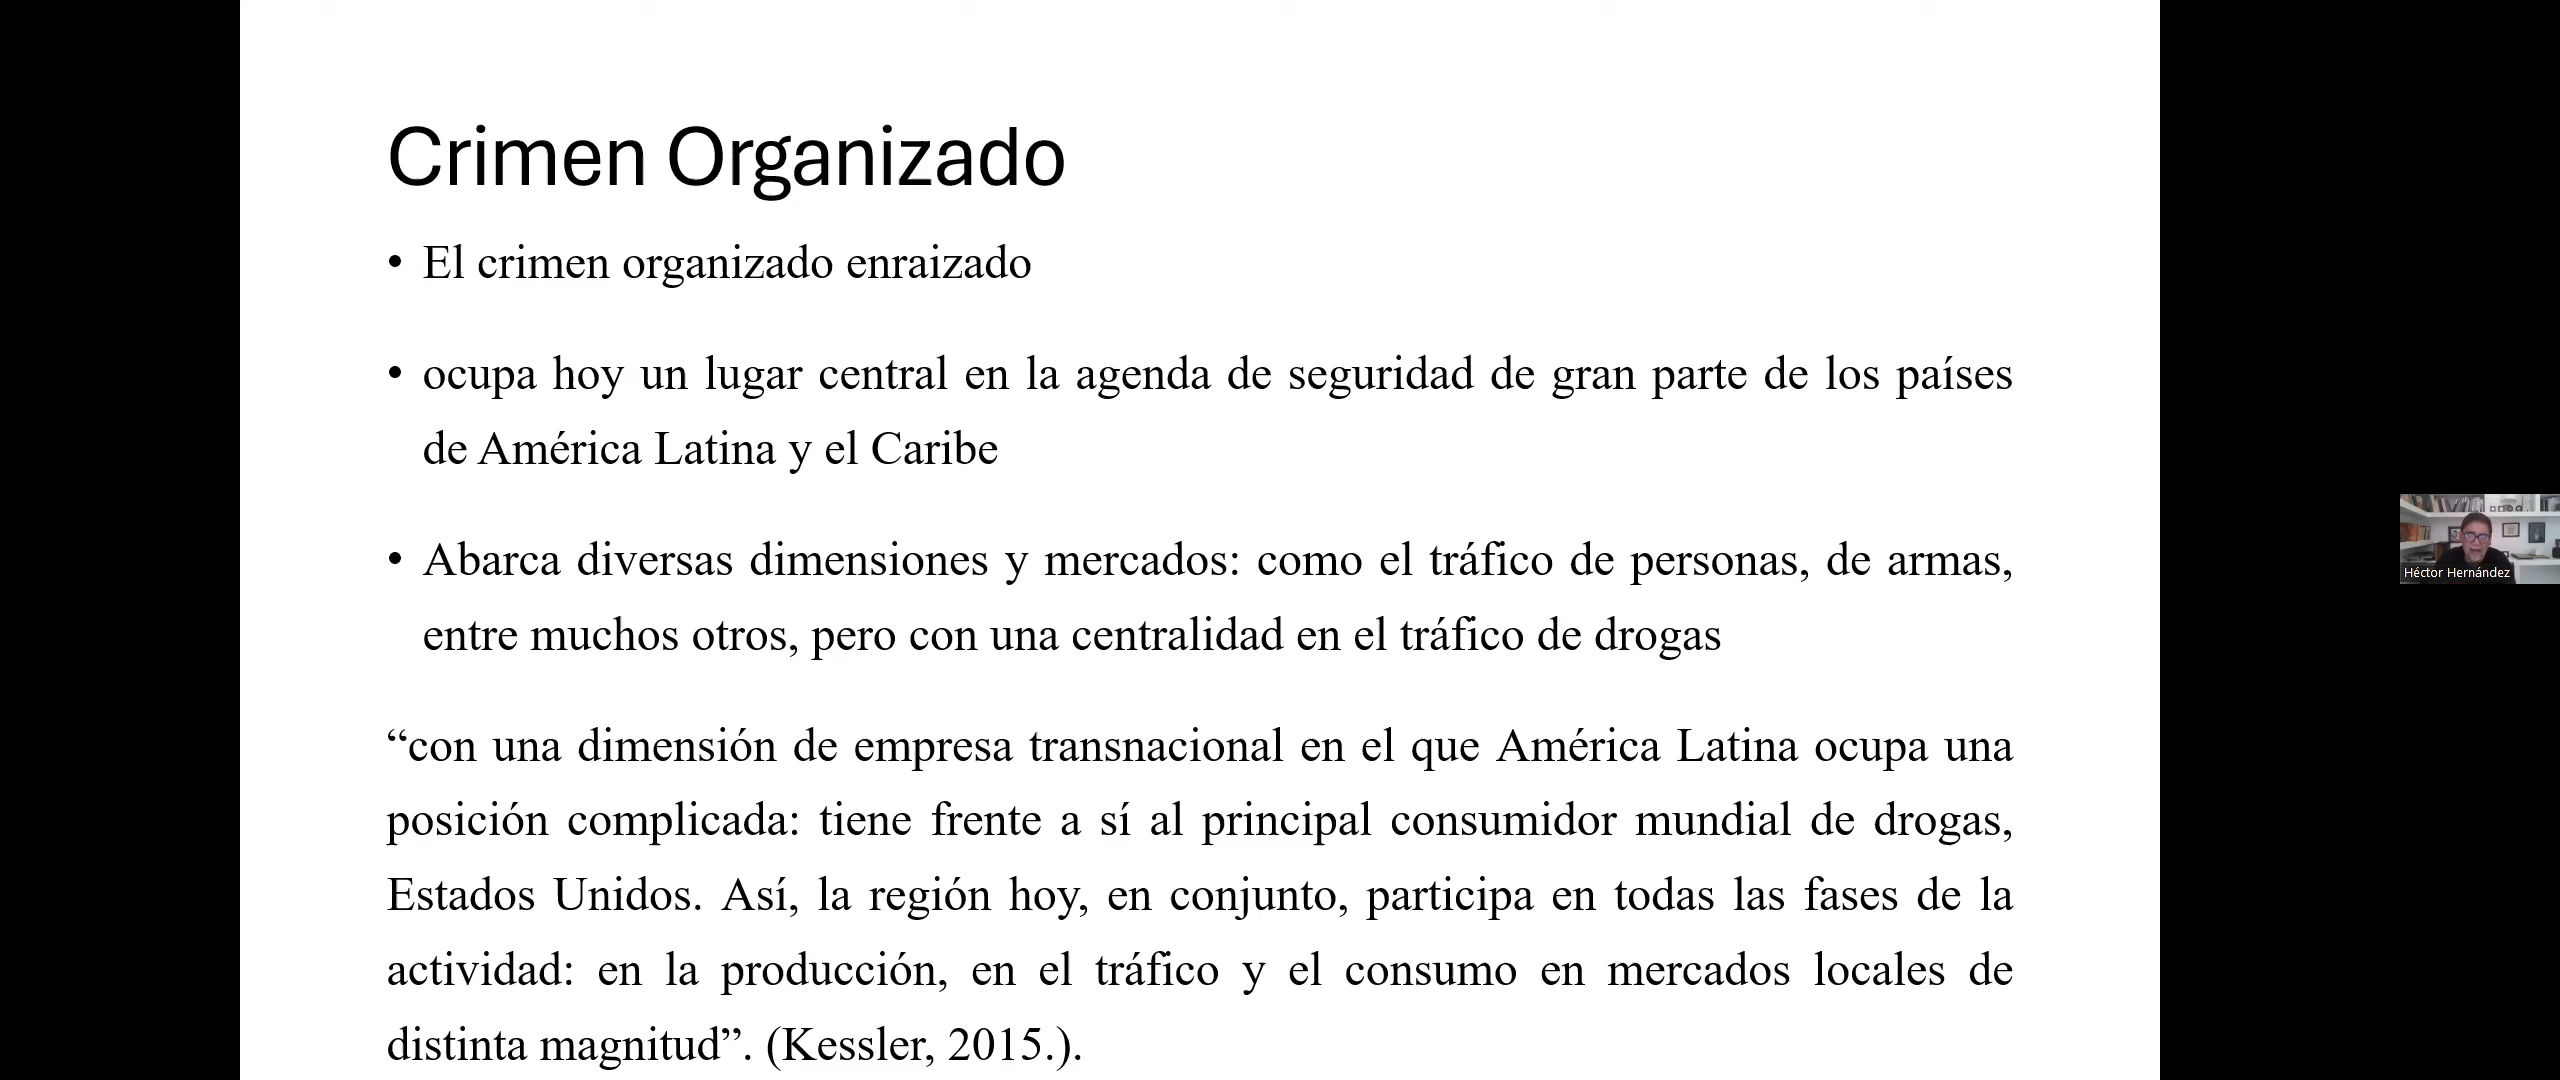 Crimen Organizado
• El crimen organizado enraizado
• ocupa hoy un lugar central en la agenda de seguridad de gran parte de los países
de América Latina y el Caribe
• Abarca diversas dimensiones y mercados: como el tráfico de personas, de armas,
entre muchos otros, pero con una centralidad en el tráfico de drogas
“con una dimensión de empresa transnacional en el que América Latina ocupa una
posición complicada: tiene frente a sí al principal consumidor mundial de drogas,
Estados Unidos. Así, la región hoy, en conjunto, participa en todas las fases de la
actividad: en la producción, en el tráfico y el consumo en mercados locales de
distinta magnitud”. (Kessler, 2015.).
Héctor Hernández